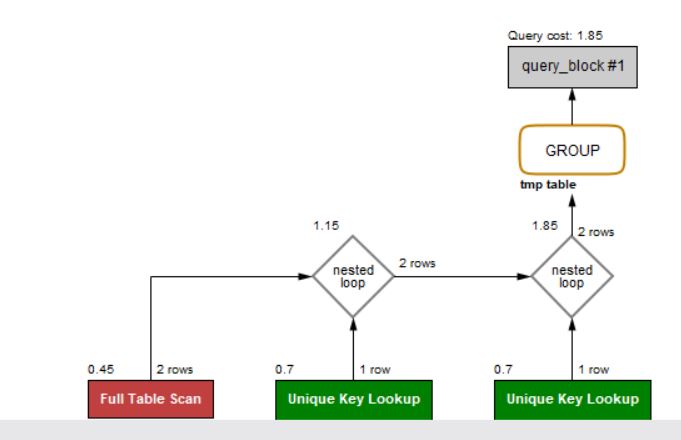 Query cost: 1.85
query_block #1
GROUP
tmp table
1.15
1.85
2 rows
nested
loop
2 rows
nested
loop
0.45
2 rows
0.7
1 row
0.7
1 row
Full Table Scan
Unique Key Lookup
Unique Key Lookup